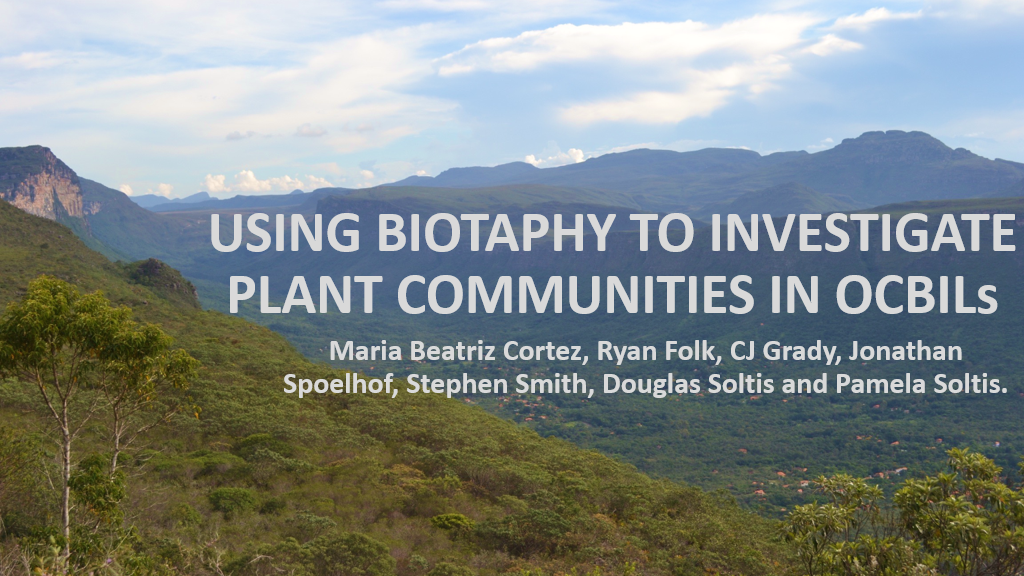 USING BIOTAPHY TO INVESTIGATE
PLANT COMMUNITIES IN OCBILs
Maria Beatriz Cortez, Ryan Folk, CJ Grady, Jonathan
Spoelhof, Stephen Smith, Douglas Soltis and Pamela Soltis.